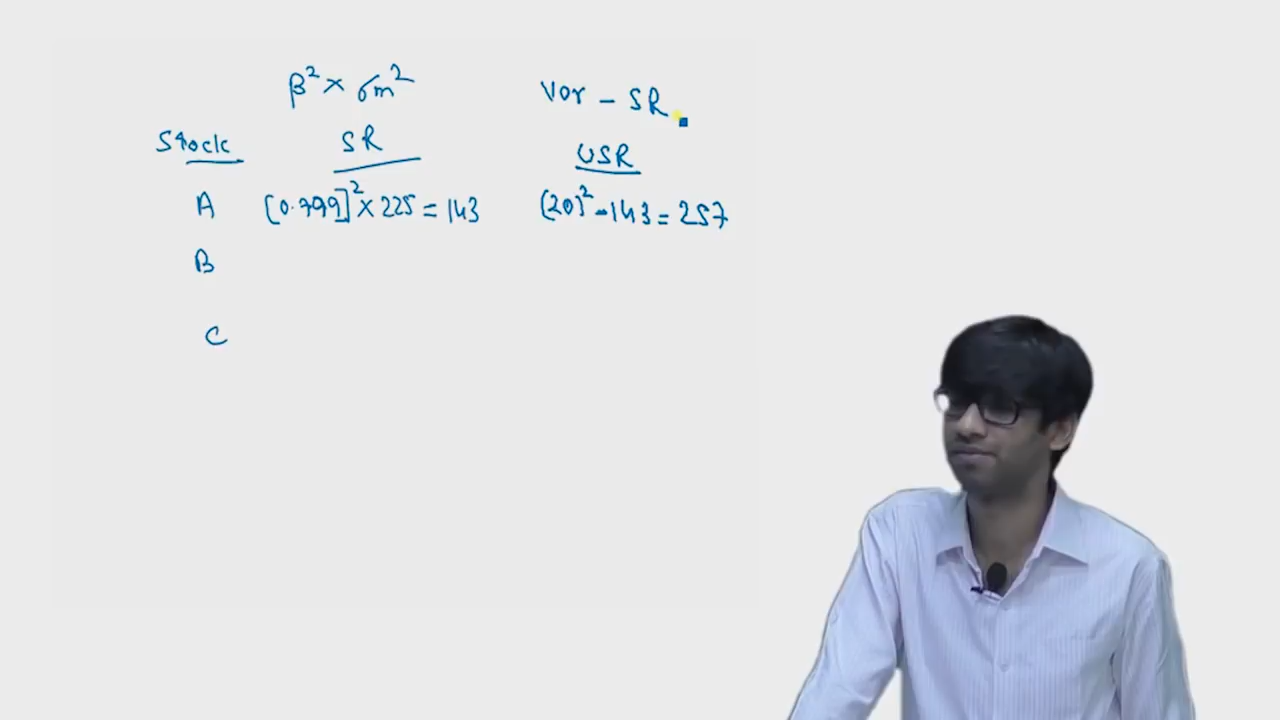 β² × σm²
Var - SR
Stock SR USR
A [0.799]² × 225 = 143 (20)² - 143 = 257
B
C